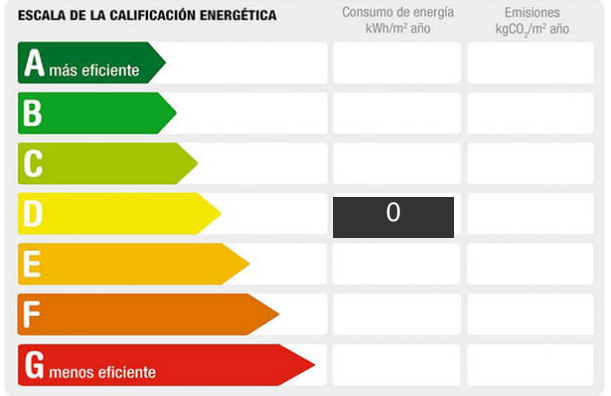 ESCALA DE LA CALIFICACIÓN ENERGÉTICA
Consumo de energía
kWh/m² año
Emisiones
kgCO₂/m² año
A más eficiente
B
C
D
0
E
F
G menos eficiente